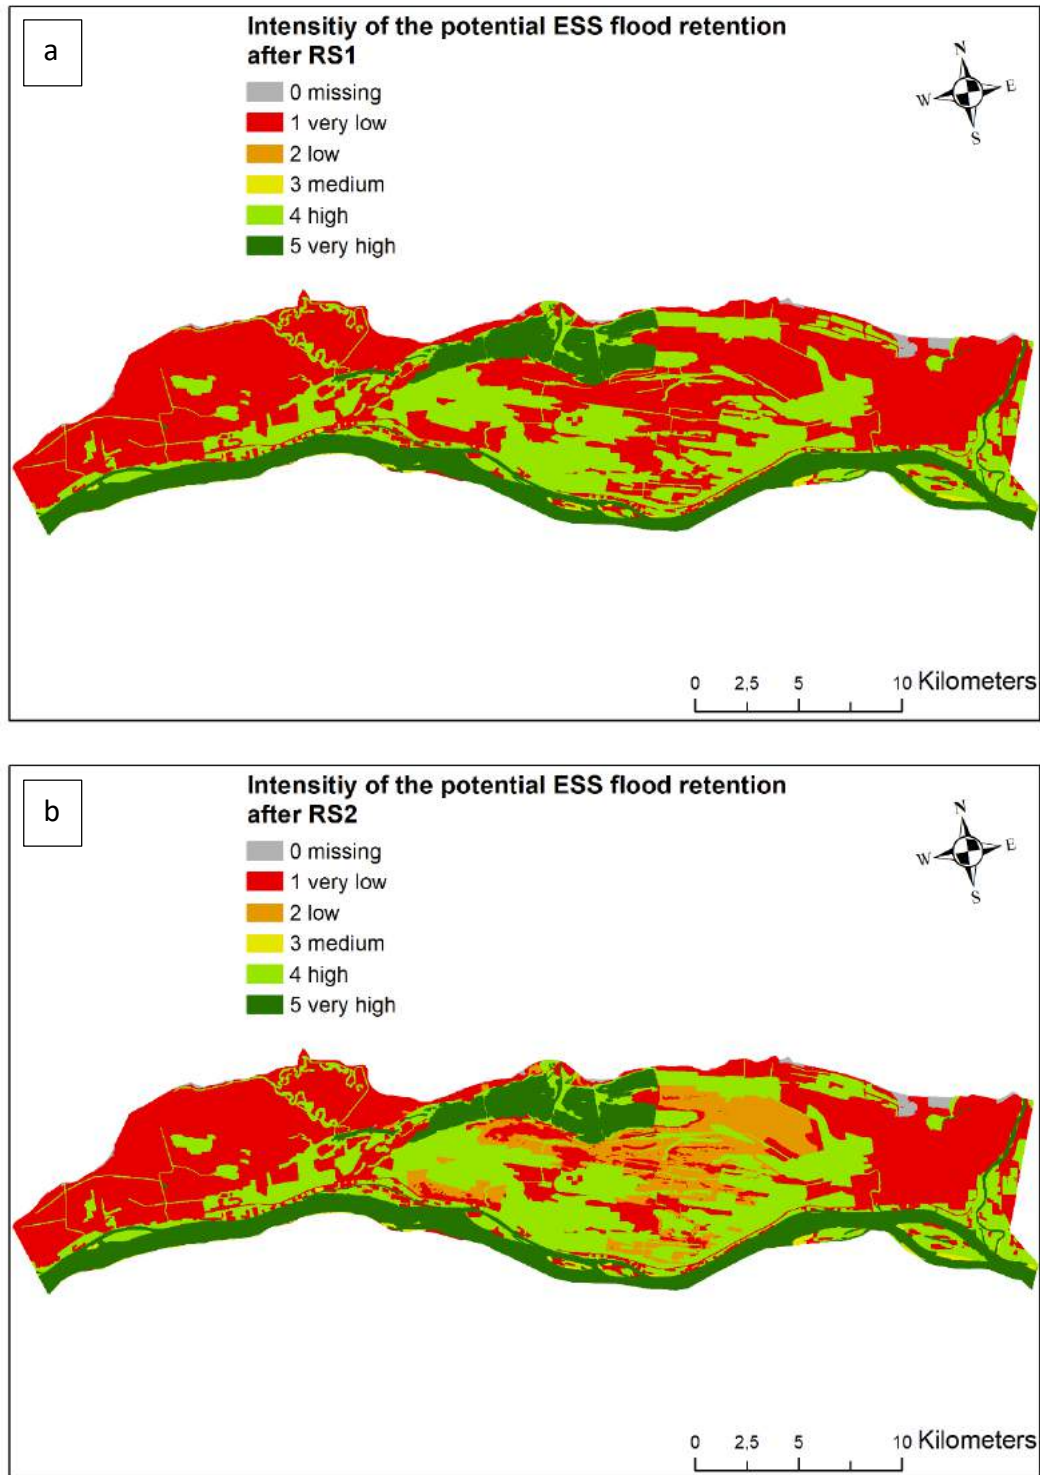 a
Intensitiy of the potential ESS flood retention
after RS1
0 missing
1 very low
2 low
3 medium
4 high
5 very high
N
W E
S
0 2,5 5 10 Kilometers
b
Intensitiy of the potential ESS flood retention
after RS2
0 missing
1 very low
2 low
3 medium
4 high
5 very high
N
W E
S
0 2,5 5 10 Kilometers